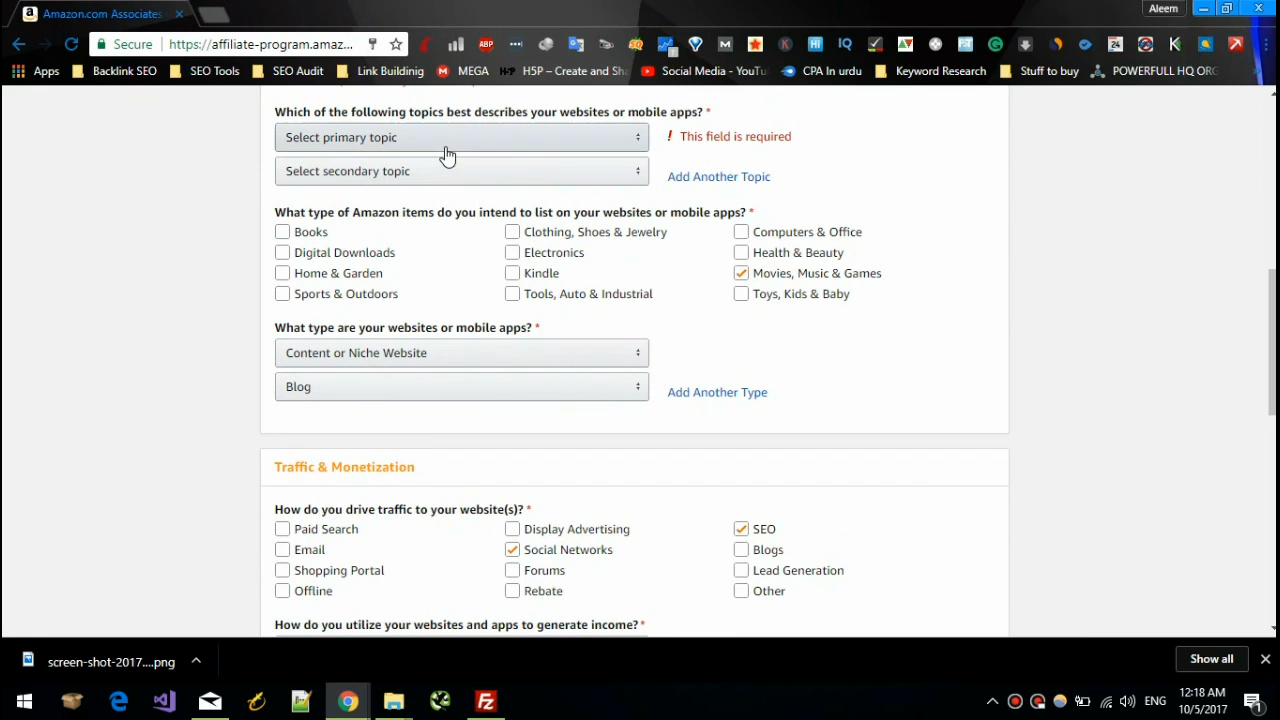 Amazon.com Associates
Aleem
Secure https://affiliate-program.amaz...
Apps Backlink SEO SEO Tools SEO Audit Link Buildinig MEGA H5P – Create and Sha Social Media - YouTu CPA In urdu Keyword Research Stuff to buy POWERFULL HQ ORG
Which of the following topics best describes your websites or mobile apps? *
Select primary topic
! This field is required
Select secondary topic
Add Another Topic
What type of Amazon items do you intend to list on your websites or mobile apps? *
Books Clothing, Shoes & Jewelry Computers & Office
Digital Downloads Electronics Health & Beauty
Home & Garden Kindle Movies, Music & Games
Sports & Outdoors Tools, Auto & Industrial Toys, Kids & Baby
What type are your websites or mobile apps? *
Content or Niche Website
Blog
Add Another Type
Traffic & Monetization
How do you drive traffic to your website(s)? *
Paid Search Display Advertising SEO
Email Social Networks Blogs
Shopping Portal Forums Lead Generation
Offline Rebate Other
How do you utilize your websites and apps to generate income? *
screen-shot-2017....png
Show all
ENG
12:18 AM
10/5/2017